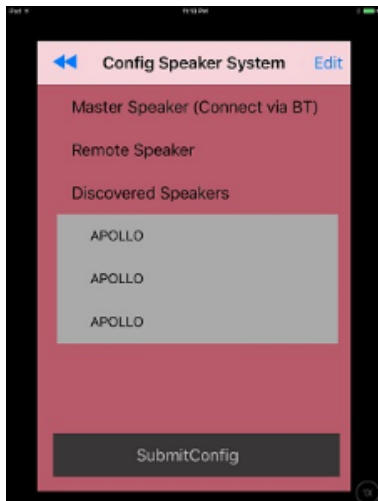 Config Speaker System Edit
Master Speaker (Connect via BT)
Remote Speaker
Discovered Speakers
APOLLO
APOLLO
APOLLO
SubmitConfig